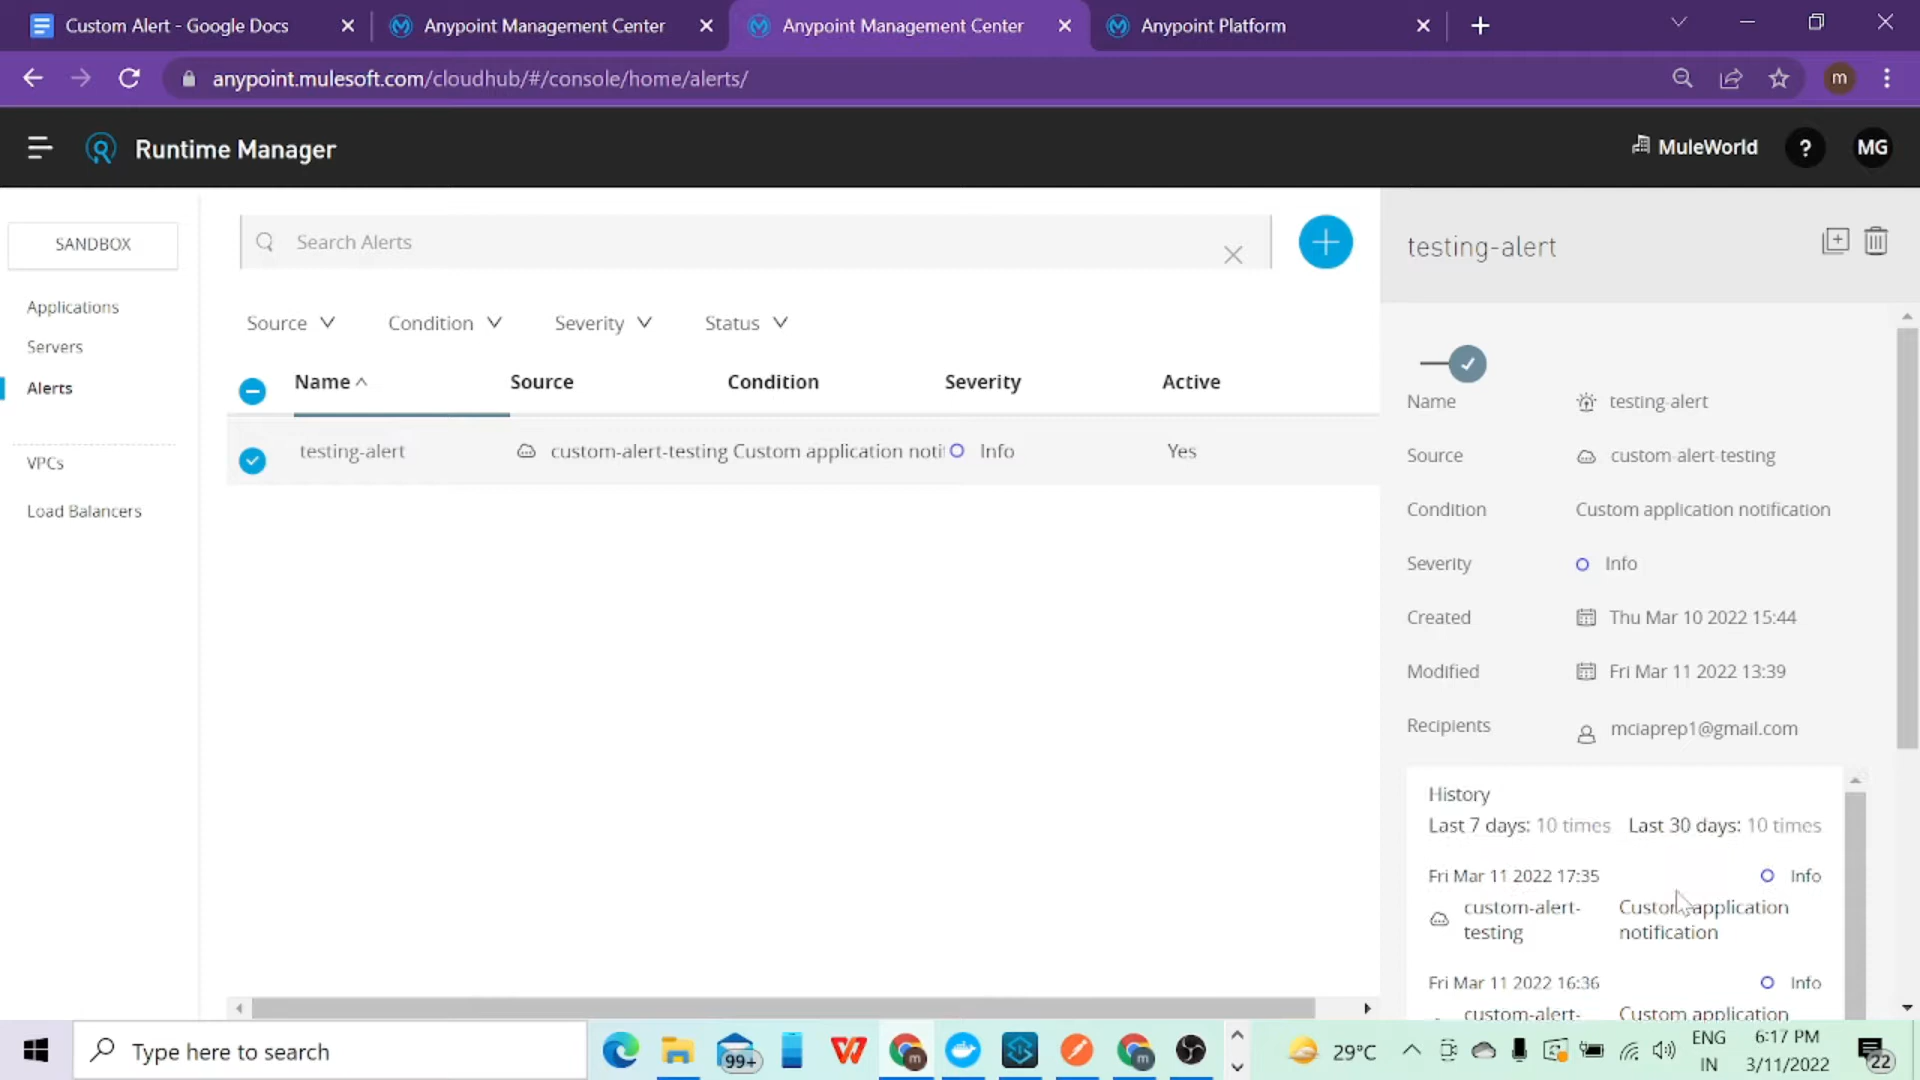 Custom Alert - Google Docs
Anypoint Management Center
Anypoint Management Center
Anypoint Platform
anypoint.mulesoft.com/cloudhub/#/console/home/alerts/
m
Runtime Manager
MuleWorld
?
MG
SANDBOX
Applications
Servers
Alerts
VPCs
Load Balancers
Search Alerts
Source
Condition
Severity
Status
Name
Source
Condition
Severity
Active
testing-alert
custom-alert-testing
Custom application noti
Info
Yes
testing-alert
Name
testing-alert
Source
custom-alert-testing
Condition
Custom application notification
Severity
Info
Created
Thu Mar 10 2022 15:44
Modified
Fri Mar 11 2022 13:39
Recipients
mciaprep1@gmail.com
History
Last 7 days: 10 times
Last 30 days: 10 times
Fri Mar 11 2022 17:35
Info
custom-alert-
testing
Custom application
notification
Fri Mar 11 2022 16:36
Info
custom-alert-
Custom application
Type here to search
99+
m
m
29°C
ENG
IN
6:17 PM
3/11/2022
22